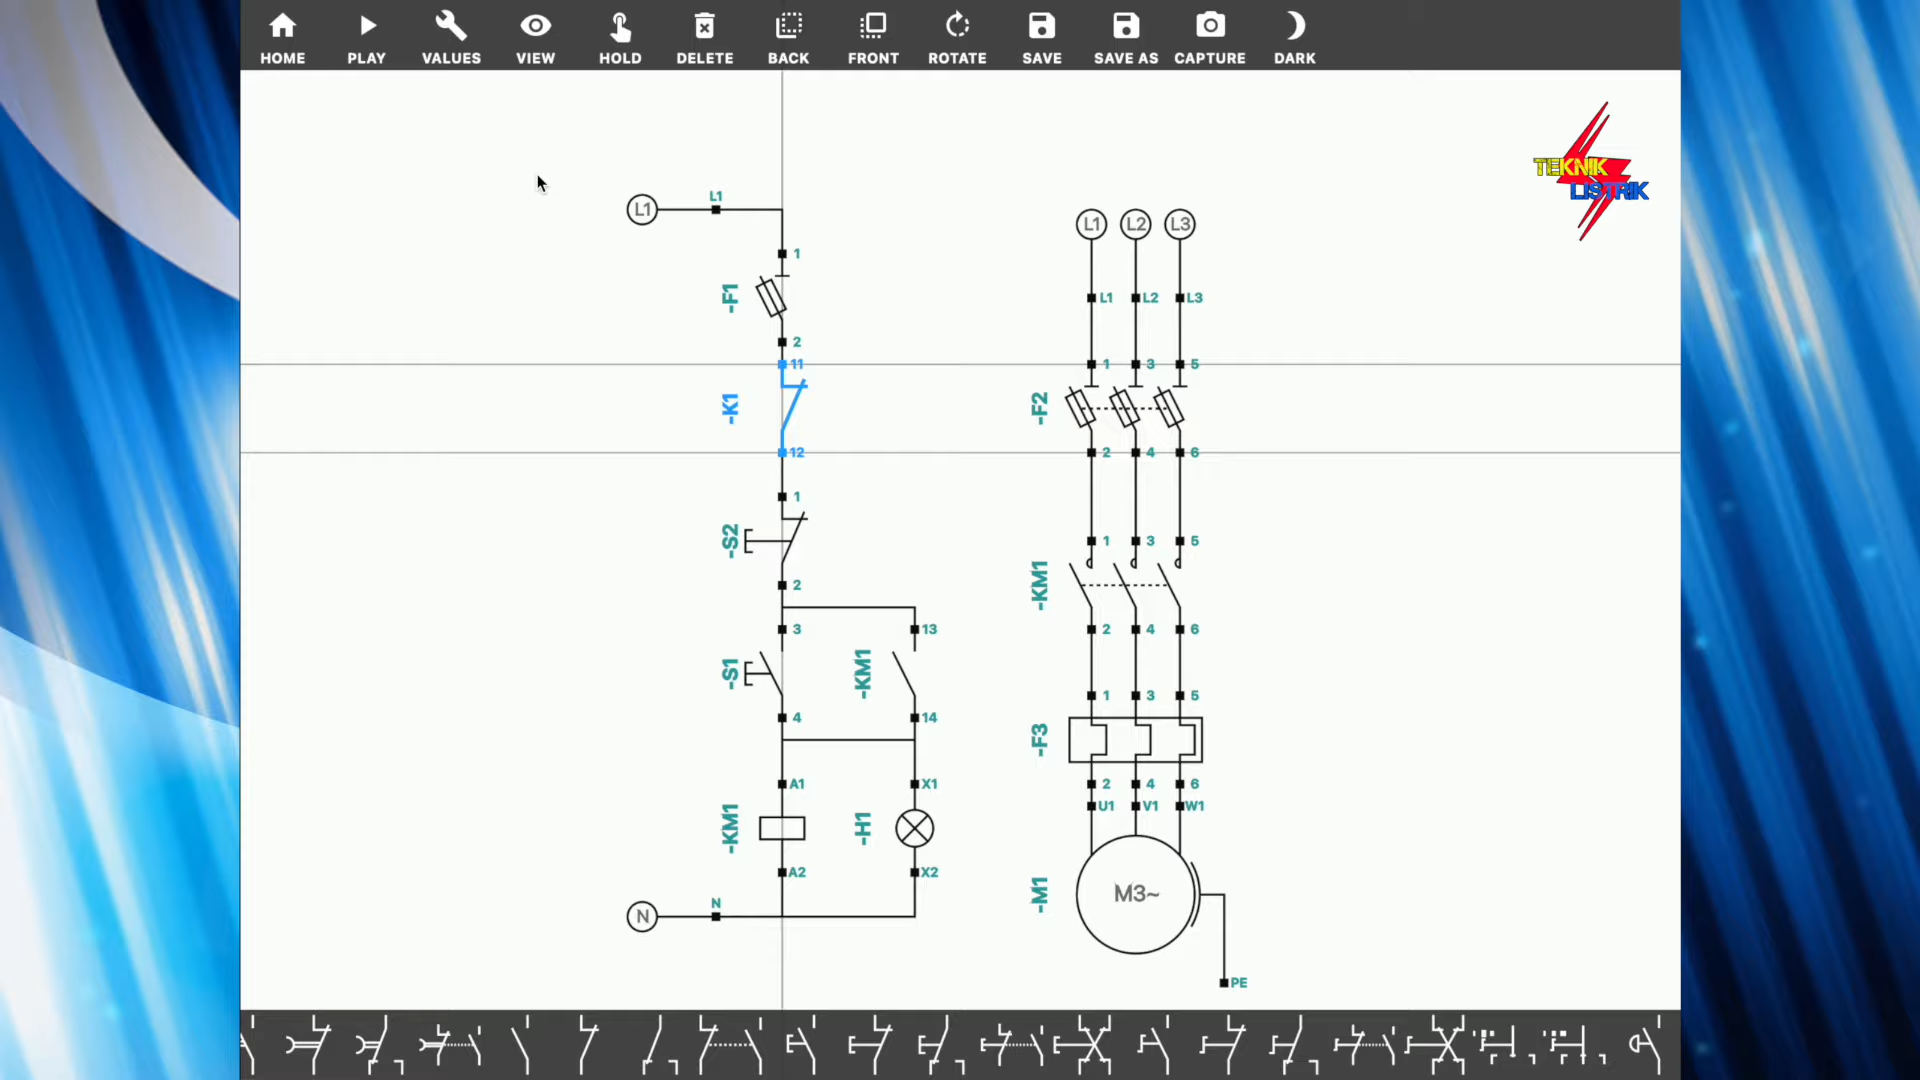 HOME PLAY VALUES VIEW HOLD DELETE BACK FRONT ROTATE SAVE SAVE AS CAPTURE DARK
TEKNIK
LISTRIK
L1 L1
1
-F1
2
11
-K1
12
1
-S2
2
3 13
-S1 -KM1
4 14
A1 X1
-KM1 -H1
A2 X2
N N
L1 L2 L3
L1 L2 L3
1 3 5
-F2
2 4 6
1 3 5
-KM1
2 4 6
1 3 5
-F3
2 4 6
U1 V1 W1
-M1 M3~
PE